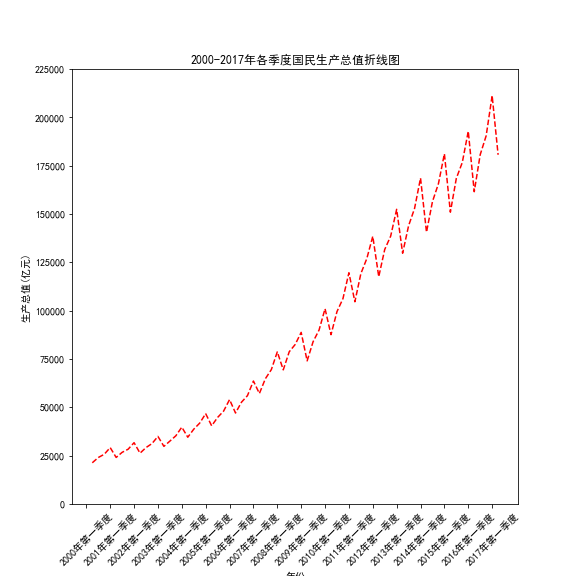 2000-2017年各季度国民生产总值折线图
生产总值(亿元)
225000
200000
175000
150000
125000
100000
75000
50000
25000
0
2000年第一季度
2001年第一季度
2002年第一季度
2003年第一季度
2004年第一季度
2005年第一季度
2006年第一季度
2007年第一季度
2008年第一季度
2009年第一季度
2010年第一季度
2011年第一季度
2012年第一季度
2013年第一季度
2014年第一季度
2015年第一季度
2016年第一季度
2017年第一季度
年份